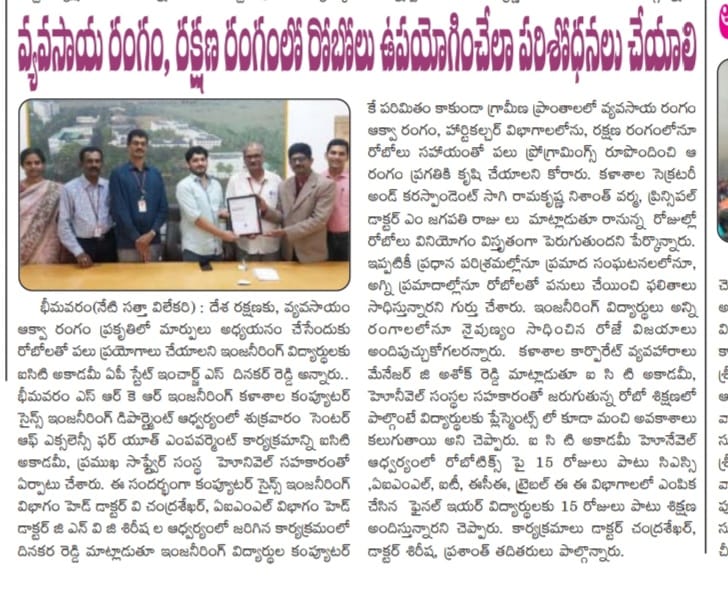 వ్యవసాయ రంగం, రక్షణ రంగంలో రోబోలు ఉపయోగించేలా పరిశోధనలు చేయాలి
భీమవరం(నేటి సత్తా విలేకరి) : దేశ రక్షణకు, వ్యవసాయం
ఆక్వా రంగం ప్రకృతిలో మార్పులు అధ్యయనం చేసేందుకు
రోబోలతో పలు ప్రయోగాలు చేయాలని ఇంజనీరింగ్ విద్యార్థులకు
ఐసిటి అకాడమీ ఏపీ స్టేట్ ఇంచార్జ్ ఎస్ దినకర్ రెడ్డి అన్నారు..
భీమవరం ఎస్ ఆర్ కె ఆర్ ఇంజనీరింగ్ కళాశాల కంప్యూటర్
సైన్స్ ఇంజనీరింగ్ డిపార్ట్మెంట్ ఆధ్వర్యంలో శుక్రవారం సెంటర్
ఆఫ్ ఎక్సలెన్సీ ఫర్ యూత్ ఎంపవర్మెంట్ కార్యక్రమాన్ని ఐసిటి
అకాడమీ, ప్రముఖ సాఫ్ట్వేర్ సంస్థ హెూనివెల్ సహకారంతో
ఏర్పాటు చేశారు. ఈ సందర్భంగా కంప్యూటర్ సైన్స్ ఇంజనీరింగ్
విభాగం హెడ్ డాక్టర్ వి చంద్రశేఖర్, ఏఐఎంఎల్ విభాగం హెడ్
డాక్టర్ జి ఎన్ వి జి శిరీష ల ఆధ్వర్యంలో జరిగిన కార్యక్రమంలో
దినకర రెడ్డి మాట్లాడుతూ ఇంజనీరింగ్ విద్యార్థుల కంప్యూటర్
కే పరిమితం కాకుండా గ్రామీణ ప్రాంతాలలో వ్యవసాయ రంగం
ఆక్వా రంగం, హార్టికల్చర్ విభాగాలలోను, రక్షణ రంగంలోనూ
రోబోలు సహాయంతో పలు ప్రోగ్రామింగ్స్ రూపొందించి ఆ
రంగం ప్రగతికి కృషి చేయాలని కోరారు. కళాశాల సెక్రటరీ
అండ్ కరస్పాండెంట్ సాగి రామకృష్ణ నిశాంత్ వర్మ, ప్రిన్సిపల్
డాక్టర్ ఎం జగపతి రాజు లు మాట్లాడుతూ రానున్న రోజుల్లో
రోబోలు వినియోగం విస్తృతంగా పెరుగుతుందని పేర్కొన్నారు.
ఇప్పటికీ ప్రధాన పరిశ్రమల్లోనూ ప్రమాద సంఘటనలలోనూ,
అగ్ని ప్రమాదాల్లోనూ రోబోలతో పనులు చేయించి ఫలితాలు
సాధిస్తున్నారని గుర్తు చేశారు. ఇంజనీరింగ్ విద్యార్థులు అన్ని
రంగాలలోనూ నైపుణ్యం సాధించిన రోజే విజయాలు
అందిపుచ్చుకోగలరన్నారు. కళాశాల కార్పొరేట్ వ్యవహారాలు
మేనేజర్ జి అశోక్ రెడ్డి మాట్లాడుతూ ఐ సి టి అకాడమీ,
హెూనీవెల్ సంస్థల సహకారంతో జరుగుతున్న రోబో శిక్షణలో
పాల్గొంటే విద్యార్థులకు ప్లేస్మెంట్స్ లో కూడా మంచి అవకాశాలు
కలుగుతాయి అని చెప్పారు. ఐ సి టి అకాడమీ హెూనేవెల్
ఆధ్వర్యంలో రోబోటిక్స్ పై 15 రోజులు పాటు సిఎస్సి
,ఏఐఎంఎల్, ఐటీ, ఈసీఈ, ట్రైబల్ ఈ ఈ విభాగాలలో ఎంపిక
చేసిన ఫైనల్ ఇయర్ విద్యార్థులకు 15 రోజులు పాటు శిక్షణ
అందిస్తున్నారని చెప్పారు. కార్యక్రమాలు డాక్టర్ చంద్రశేఖర్,
డాక్టర్ శిరీష, ప్రశాంత్ తదితరులు పాల్గొన్నారు.